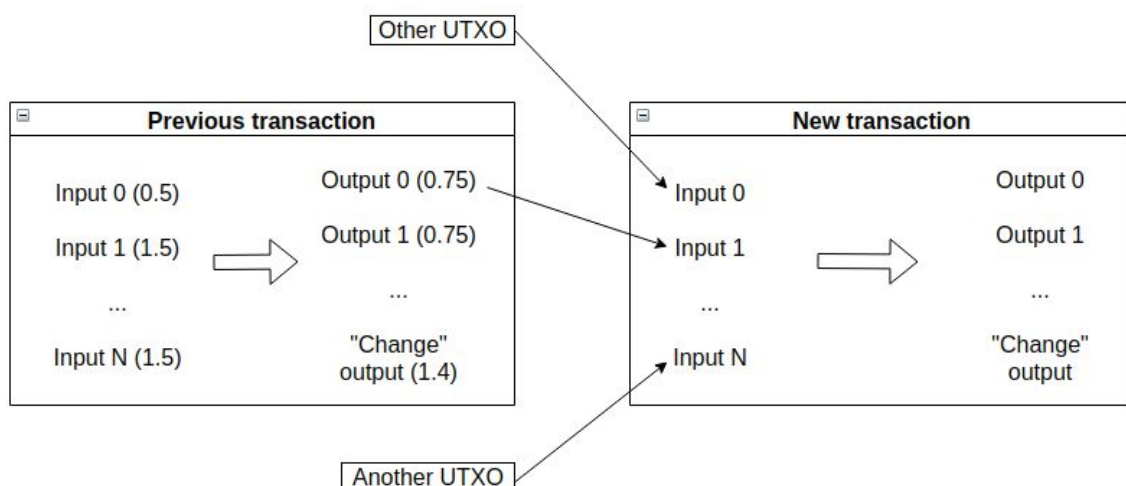 Other UTXO
Previous transaction
Input 0 (0.5)
Input 1 (1.5)
...
Input N (1.5)
Output 0 (0.75)
Output 1 (0.75)
...
"Change"
output (1.4)
New transaction
Input 0
Input 1
...
Input N
Output 0
Output 1
...
"Change"
output
Another UTXO